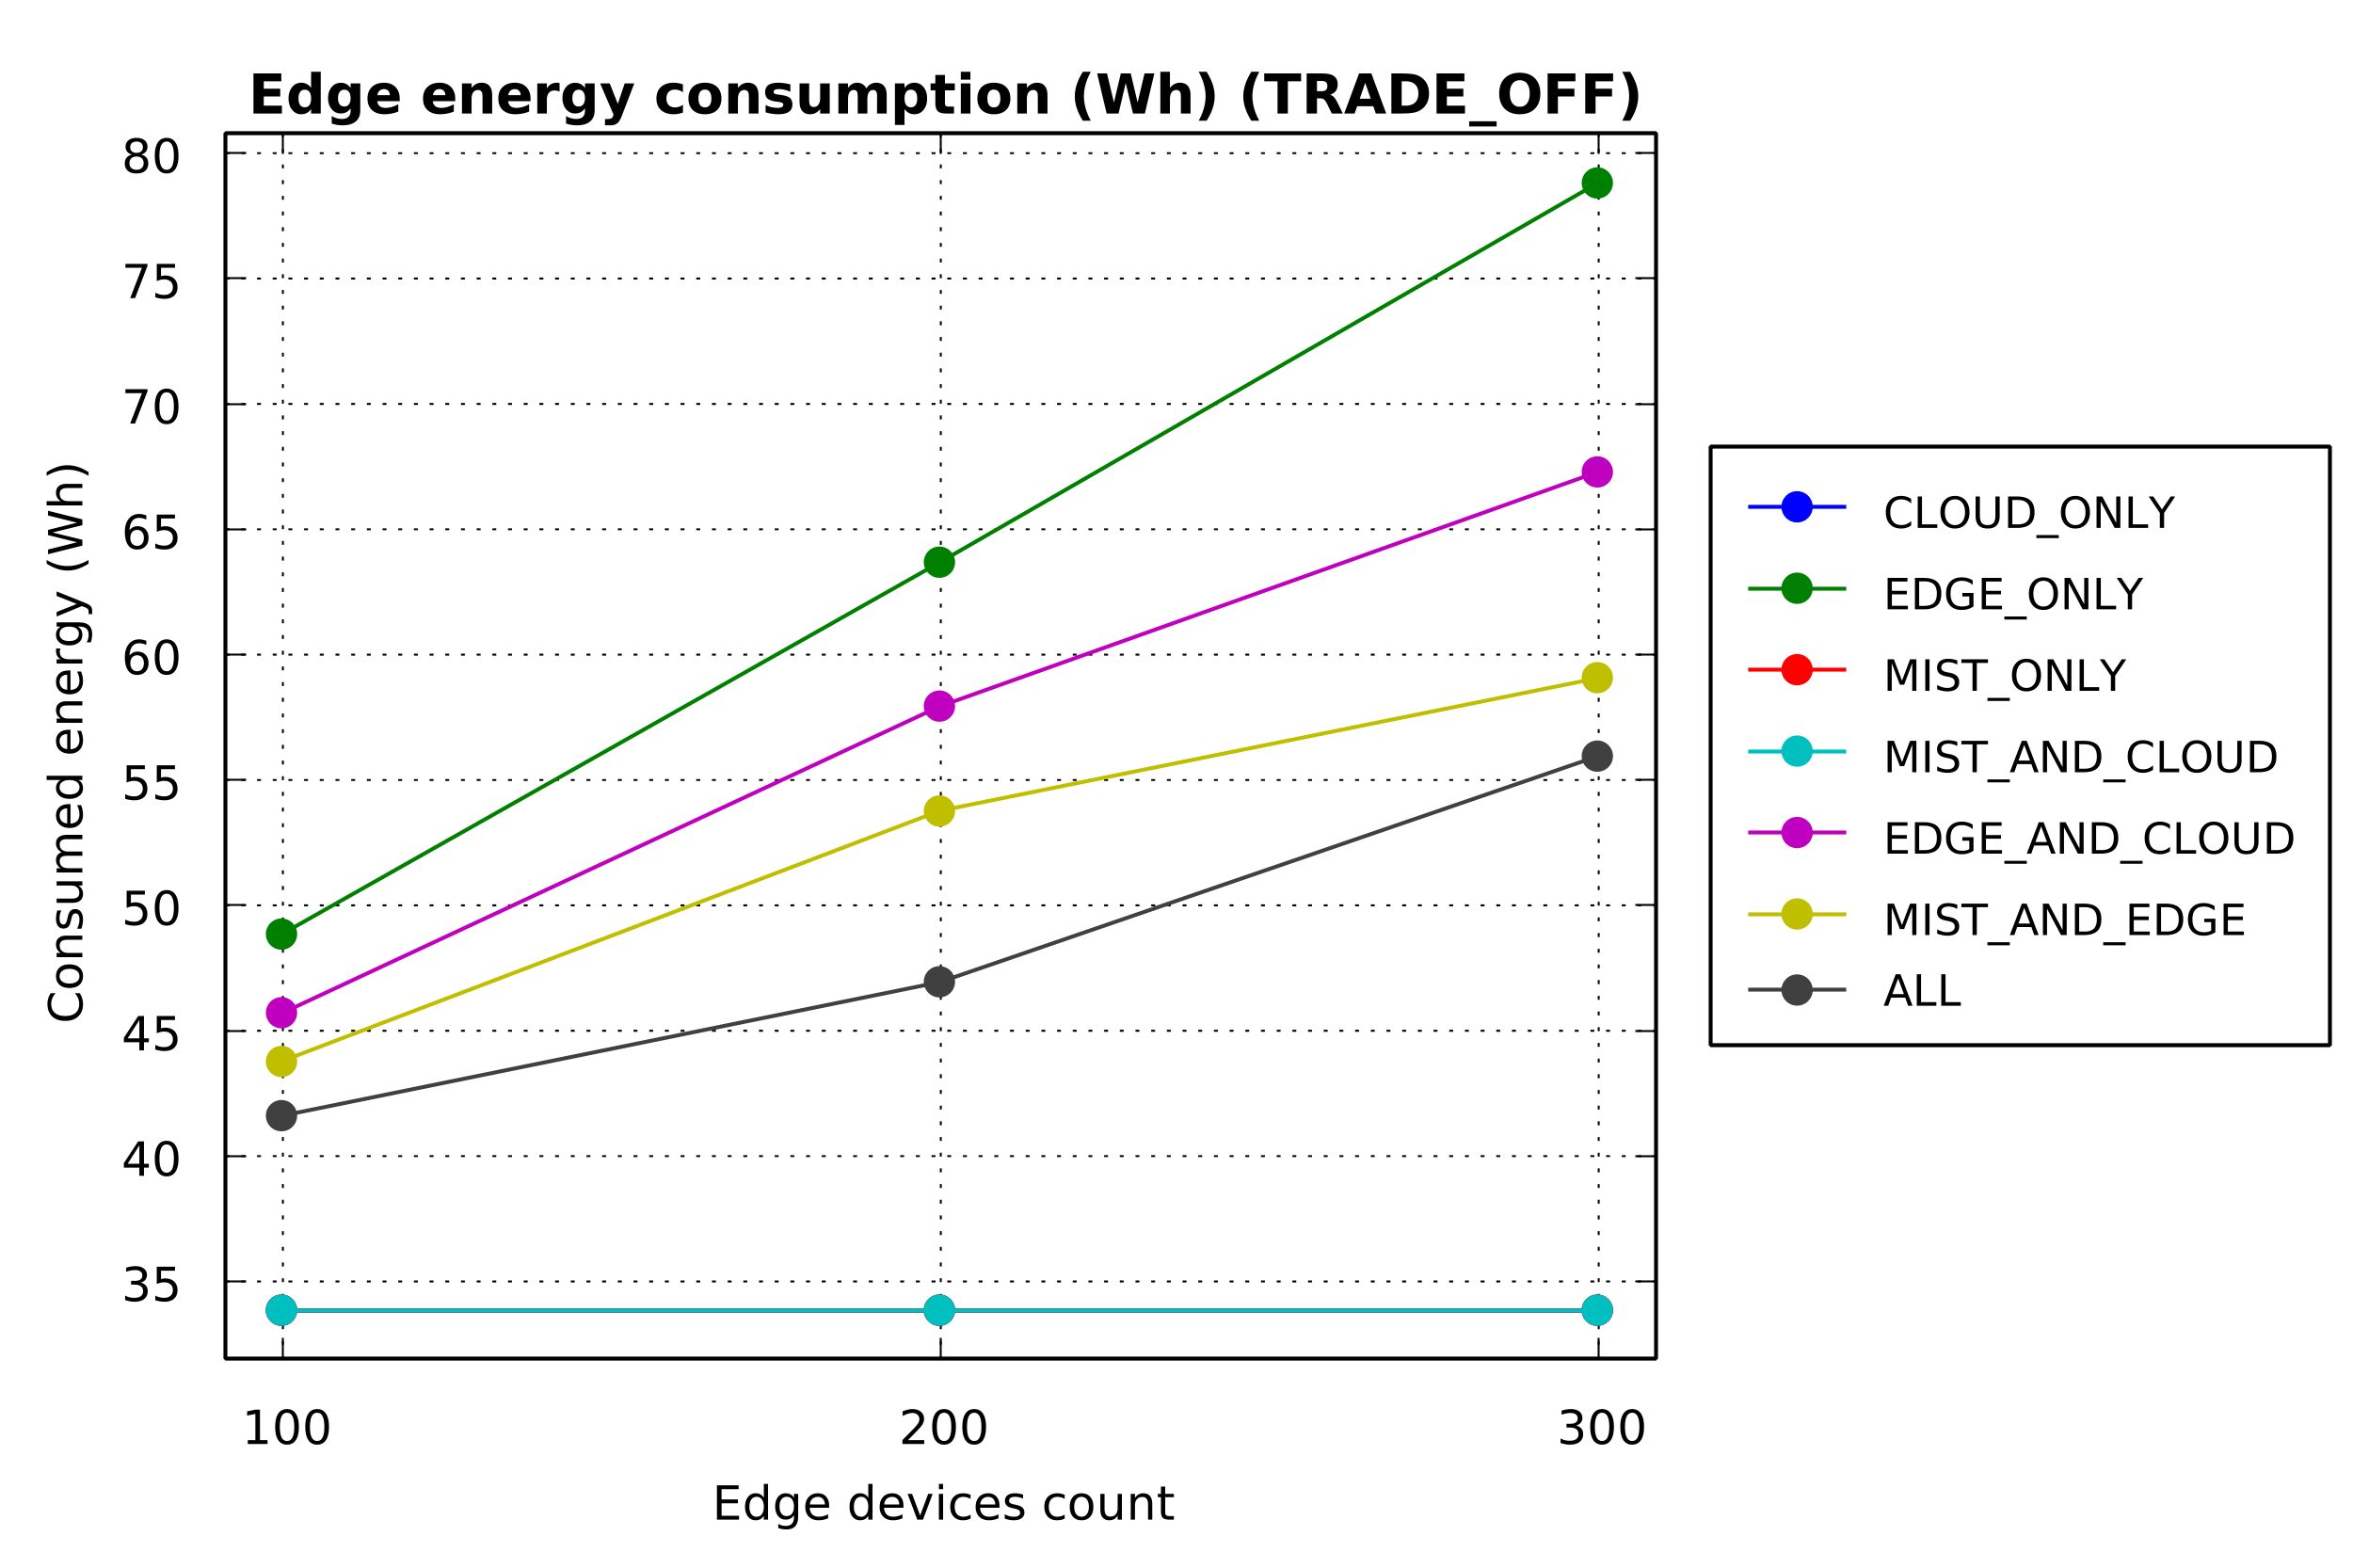 Edge energy consumption (Wh) (TRADE_OFF)
80
75
70
65
60
55
50
45
40
35
Consumed energy (Wh)
100 200 300
Edge devices count
CLOUD_ONLY
EDGE_ONLY
MIST_ONLY
MIST_AND_CLOUD
EDGE_AND_CLOUD
MIST_AND_EDGE
ALL